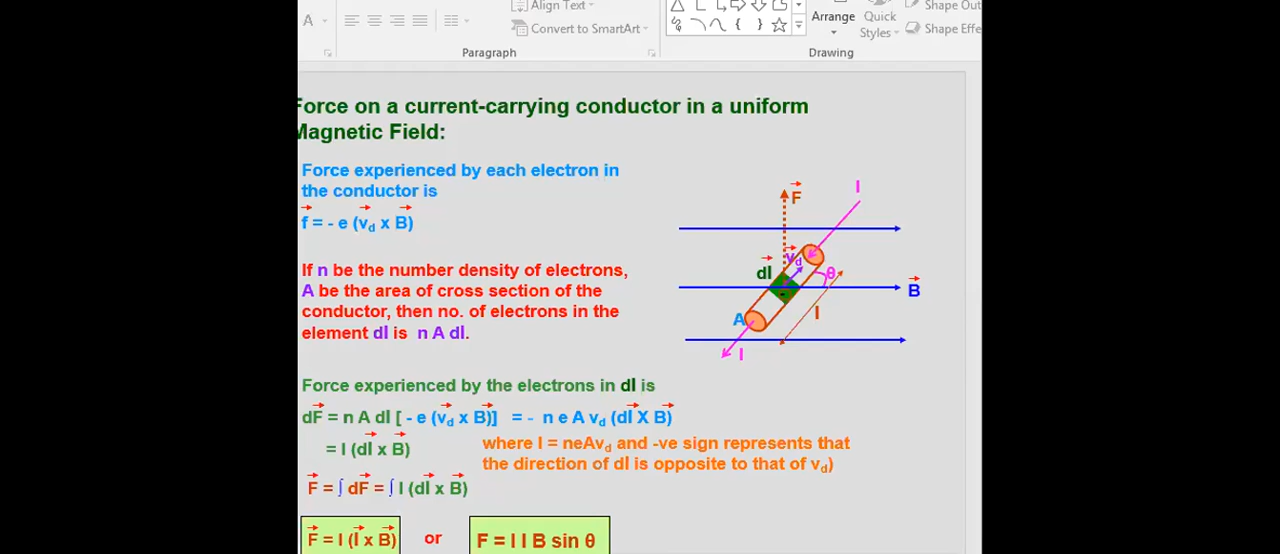 A
Align Text
Convert to SmartArt
Arrange
Quick
Styles
Shape Out
Shape Effe
Paragraph
Drawing
Force on a current-carrying conductor in a uniform
Magnetic Field:
Force experienced by each electron in
the conductor is
f = - e (vd x B)
If n be the number density of electrons,
A be the area of cross section of the
conductor, then no. of electrons in the
element dl is n A dl.
F
I
vd
dl
θ
B
-
l
A
I
Force experienced by the electrons in dl is
dF = n A dl [ - e (vd x B)] = - n e A vd (dl X B)
= I (dl x B)
where I = neAvd and -ve sign represents that
the direction of dl is opposite to that of vd)
F = ∫ dF = ∫ I (dl x B)
F = I (l x B) or F = I l B sin θ